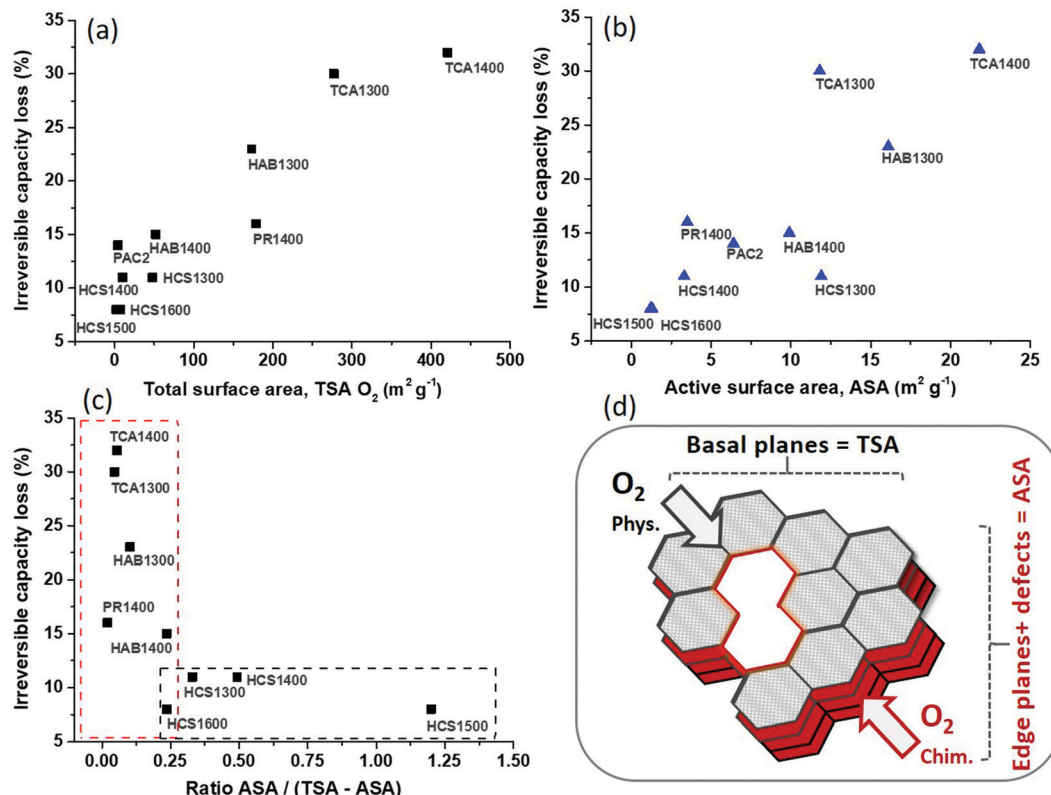 (a)
Irreversible capacity loss (%)
35
30
25
20
15
10
5
TCA1400
TCA1300
HAB1300
PR1400
HAB1400
PAC2
HCS1300
HCS1400
HCS1600
HCS1500
0 100 200 300 400 500
Total surface area, TSA O₂ (m² g⁻¹)
(b)
Irreversible capacity loss (%)
35
30
25
20
15
10
5
TCA1400
TCA1300
HAB1300
PR1400
HAB1400
PAC2
HCS1400
HCS1300
HCS1500
HCS1600
0 5 10 15 20 25
Active surface area, ASA (m² g⁻¹)
(c)
Irreversible capacity loss (%)
35
30
25
20
15
10
5
TCA1400
TCA1300
HAB1300
PR1400
HAB1400
HCS1300
HCS1400
HCS1600
HCS1500
0.00 0.25 0.50 0.75 1.00 1.25 1.50
Ratio ASA / (TSA - ASA)
(d)
Basal planes = TSA
O₂
Phys.
Edge planes+ defects = ASA
O₂
Chim.